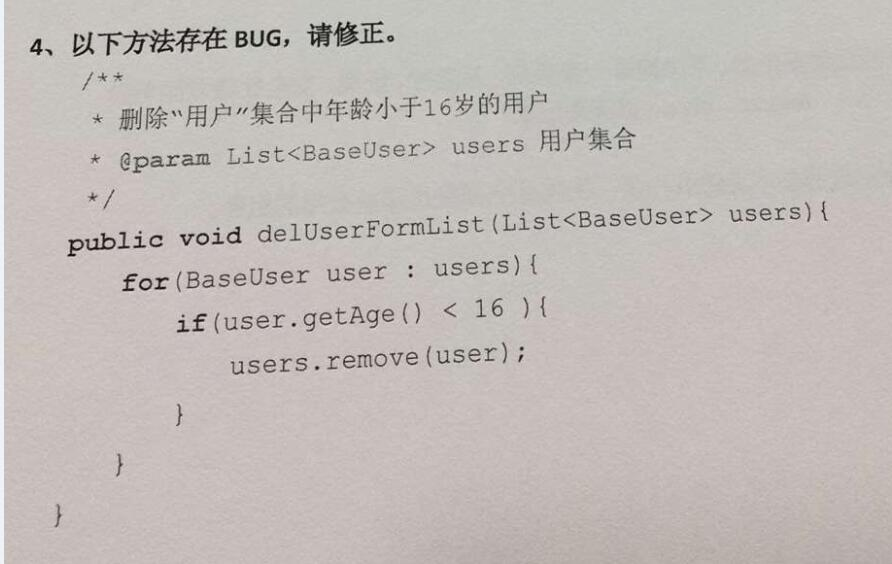 4、以下方法存在 BUG，请修正。
/**
* 删除“用户”集合中年龄小于16岁的用户
* @param List<BaseUser> users 用户集合
*/
public void delUserFormList(List<BaseUser> users){
for(BaseUser user : users){
if(user.getAge() < 16 ){
users.remove(user);
}
}
}